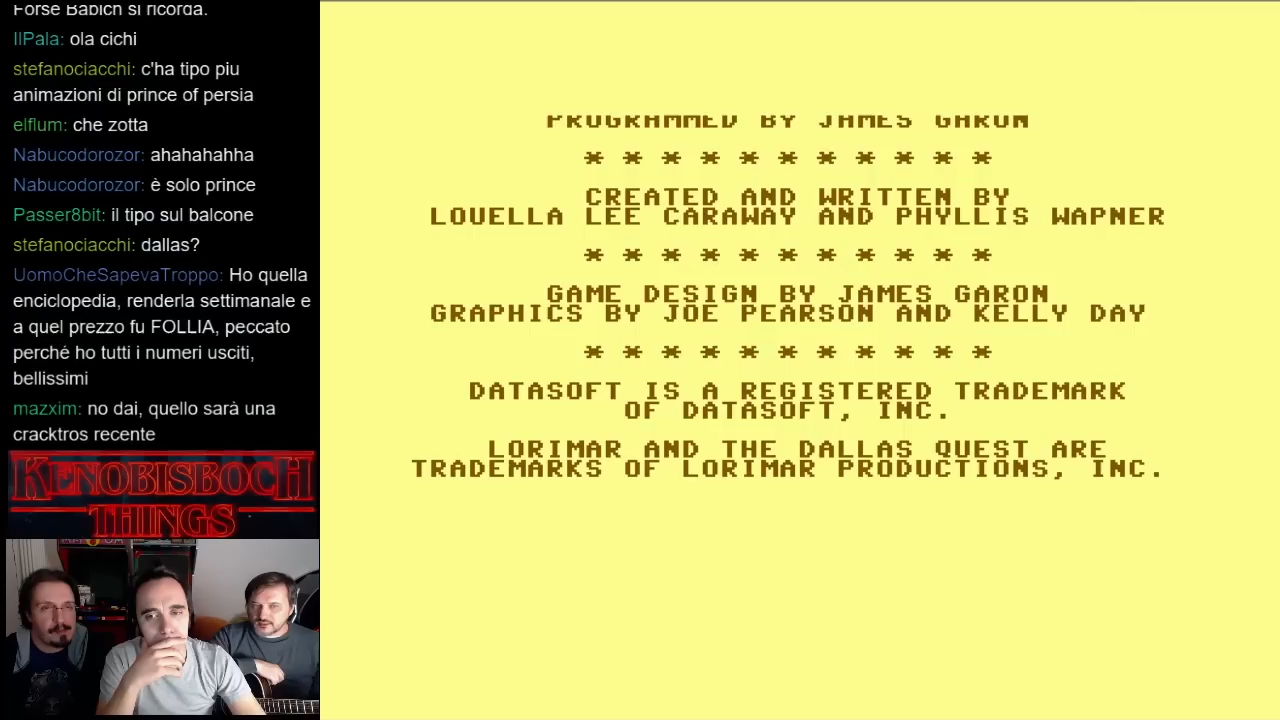 Forse Babich si ricorda.
IlPala: ola cichi
stefanociacchi: c'ha tipo piu
animazioni di prince of persia
elflum: che zotta
Nabucodorozor: ahahahahha
Nabucodorozor: è solo prince
Passer8bit: il tipo sul balcone
stefanociacchi: dallas?
UomoCheSapevaTroppo: Ho quella
enciclopedia, renderla settimanale e
a quel prezzo fu FOLLIA, peccato
perché ho tutti i numeri usciti,
bellissimi
mazxim: no dai, quello sarà una
cracktros recente
KENOBISBOCH
THINGS
PROGRAMMED BY JAMES GARON
* * * * * * * * * * *
CREATED AND WRITTEN BY
LOUELLA LEE CARAWAY AND PHYLLIS WAPNER
* * * * * * * * * * *
GAME DESIGN BY JAMES GARON
GRAPHICS BY JOE PEARSON AND KELLY DAY
* * * * * * * * * * *
DATASOFT IS A REGISTERED TRADEMARK
OF DATASOFT, INC.
LORIMAR AND THE DALLAS QUEST ARE
TRADEMARKS OF LORIMAR PRODUCTIONS, INC.